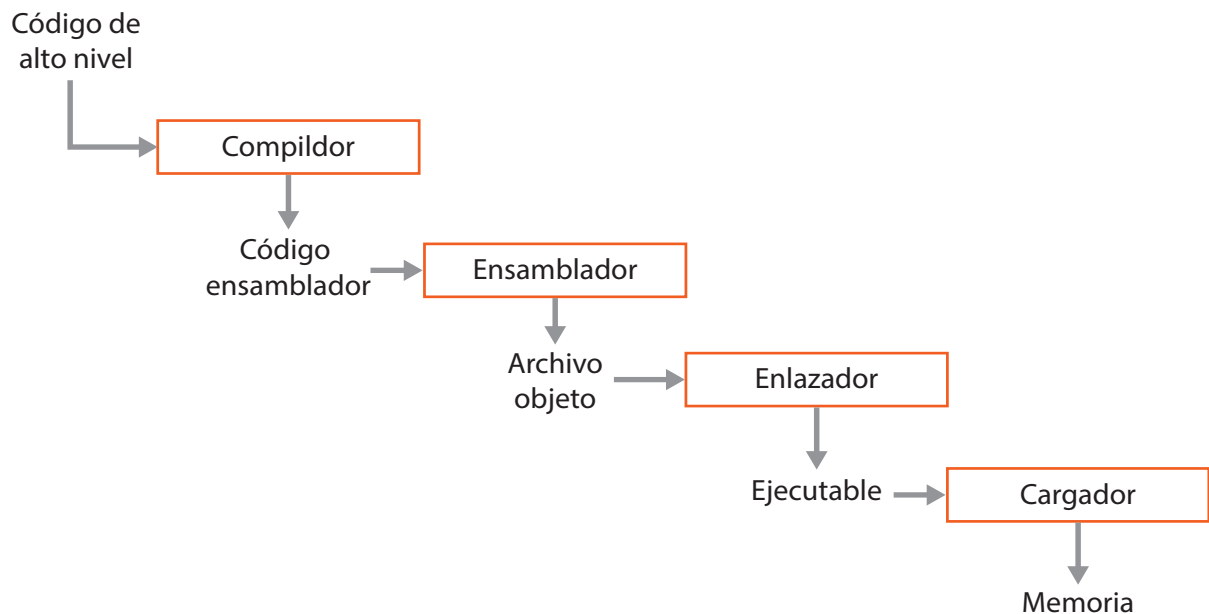 Código de
alto nivel
Compildor
Código
ensamblador
Ensamblador
Archivo
objeto
Enlazador
Ejecutable
Cargador
Memoria